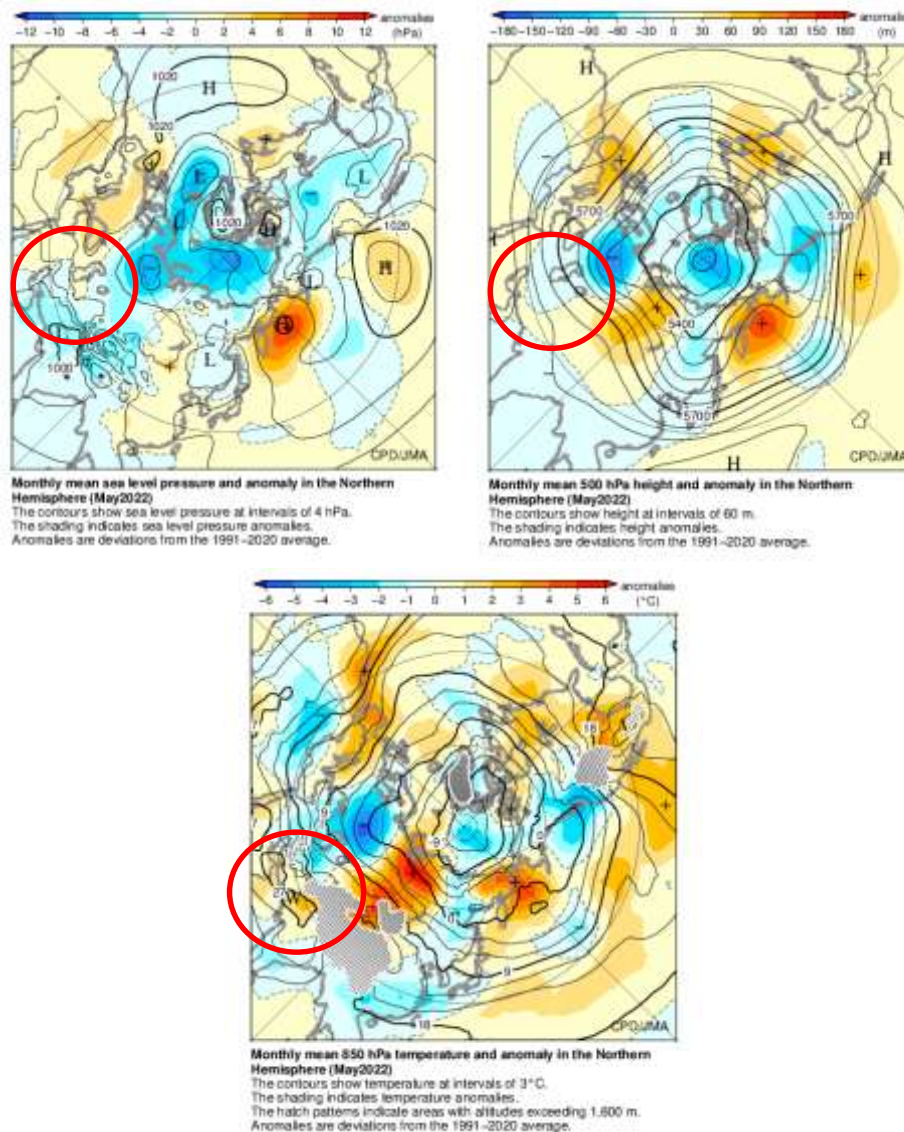 −12 −10 −8 −6 −4 −2 0 2 4 6 8 10 12 anomalies
(hPa)
1020
H
1020
1020
L
1020
H
L
L
1000
CPD/JMA
Monthly mean sea level pressure and anomaly in the Northern
Hemisphere (May2022)
The contours show sea level pressure at intervals of 4 hPa.
The shading indicates sea level pressure anomalies.
Anomalies are deviations from the 1991−2020 average.
−180−150−120−90 −60 −30 0 30 60 90 120 150 180 anomalies
(m)
H
H
H
5700
5700
5400
5700
H
CPD/JMA
Monthly mean 500 hPa height and anomaly in the Northern
Hemisphere (May2022)
The contours show height at intervals of 60 m.
The shading indicates height anomalies.
Anomalies are deviations from the 1991−2020 average.
−6 −5 −4 −3 −2 −1 0 1 2 3 4 5 6 anomalies
(°C)
18
9
0
9
27
0
9
18
CPD/JMA
Monthly mean 850 hPa temperature and anomaly in the Northern
Hemisphere (May2022)
The contours show temperature at intervals of 3°C.
The shading indicates temperature anomalies.
The hatch patterns indicate areas with altitudes exceeding 1,600 m.
Anomalies are deviations from the 1991−2020 average.